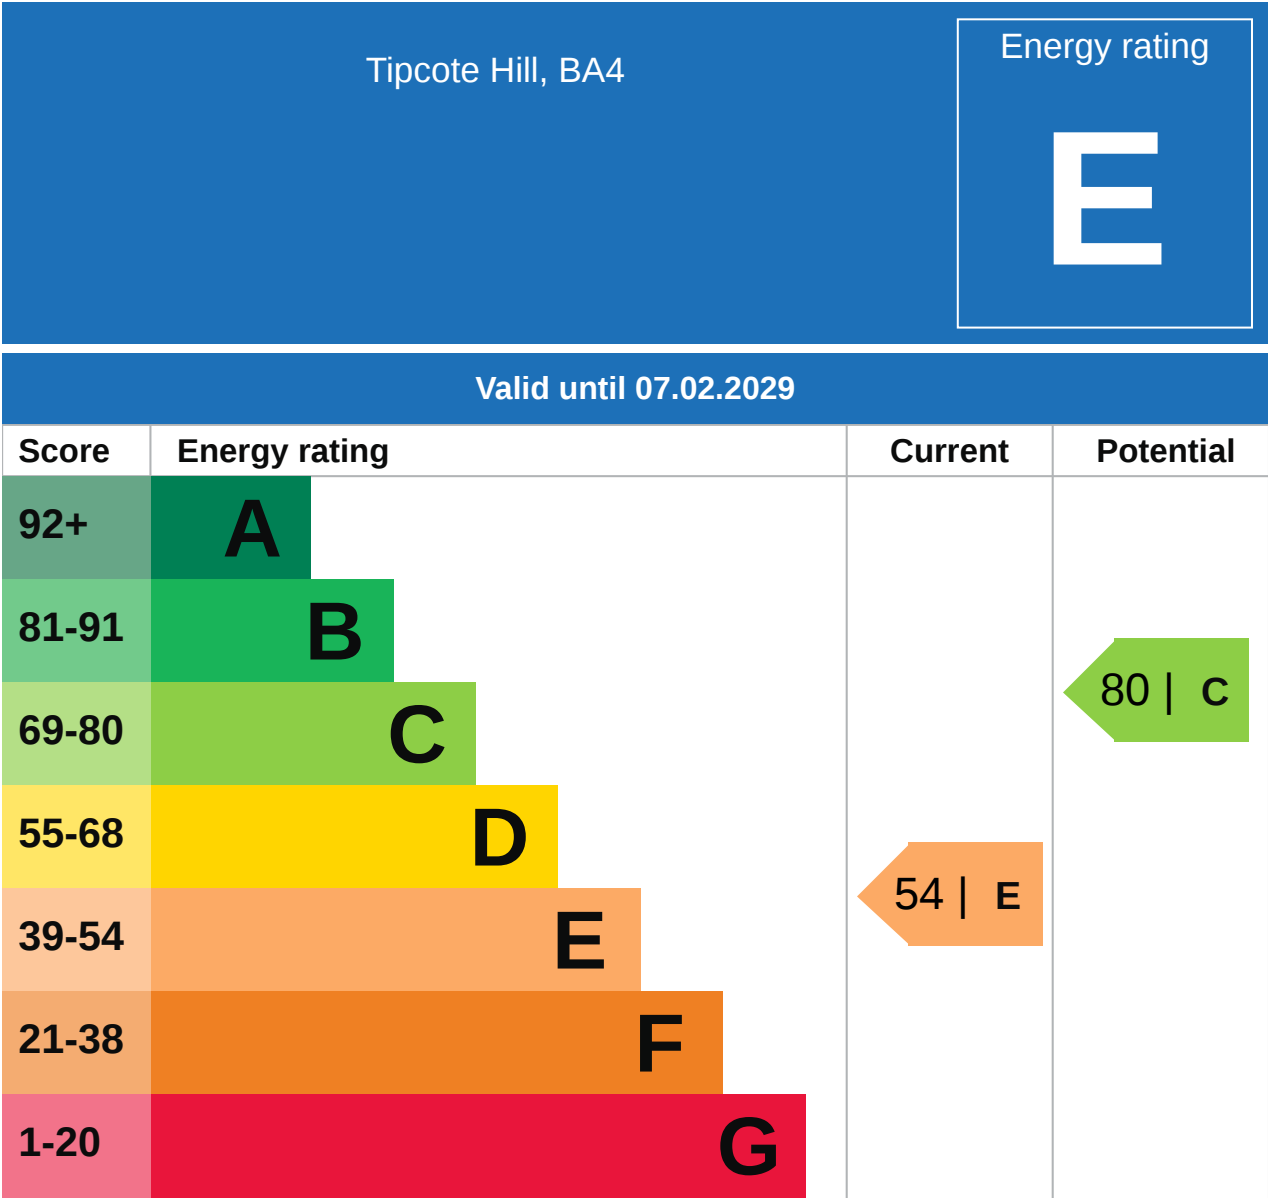 Tipcote Hill, BA4
Energy rating
E
Valid until 07.02.2029
Score Energy rating Current Potential
92+ A
81-91 B
80 | C
69-80 C
55-68 D
54 | E
39-54 E
21-38 F
1-20 G